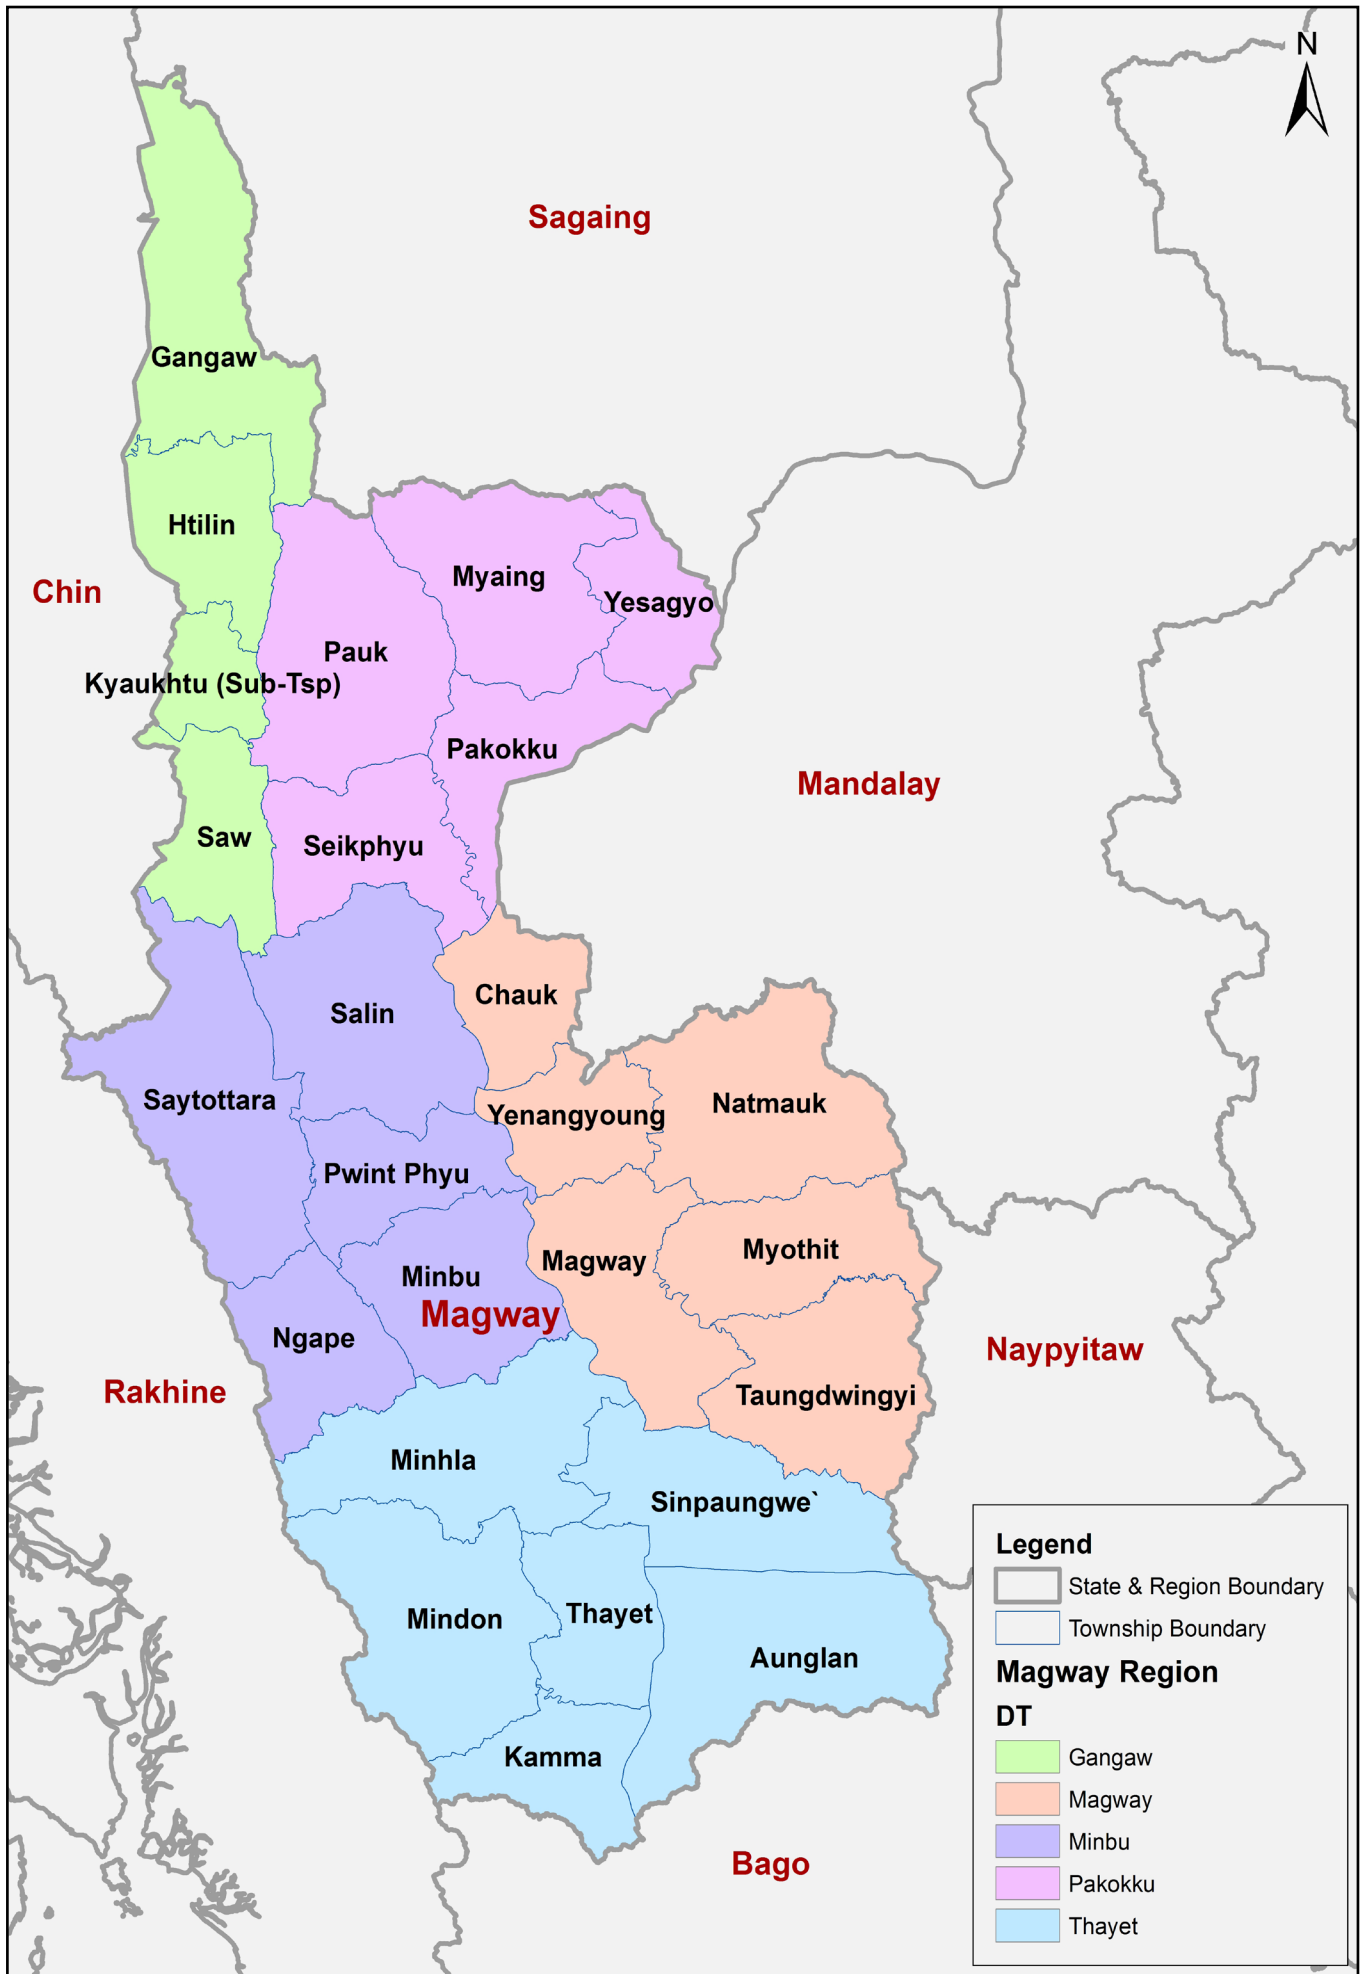 N
Sagaing
Gangaw
Htilin
Myaing
Chin
Yesagyo
Pauk
Kyaukhtu (Sub-Tsp)
Pakokku
Mandalay
Saw
Seikphyu
Chauk
Salin
Saytottara
Natmauk
Yenangyoung
Pwint Phyu
Myothit
Magway
Minbu
Magway
Ngape
Naypyitaw
Rakhine
Taungdwingyi
Minhla
Sinpaungwe`
Thayet
Mindon
Aunglan
Kamma
Bago
Legend
State & Region Boundary
Township Boundary
Magway Region
DT
Gangaw
Magway
Minbu
Pakokku
Thayet